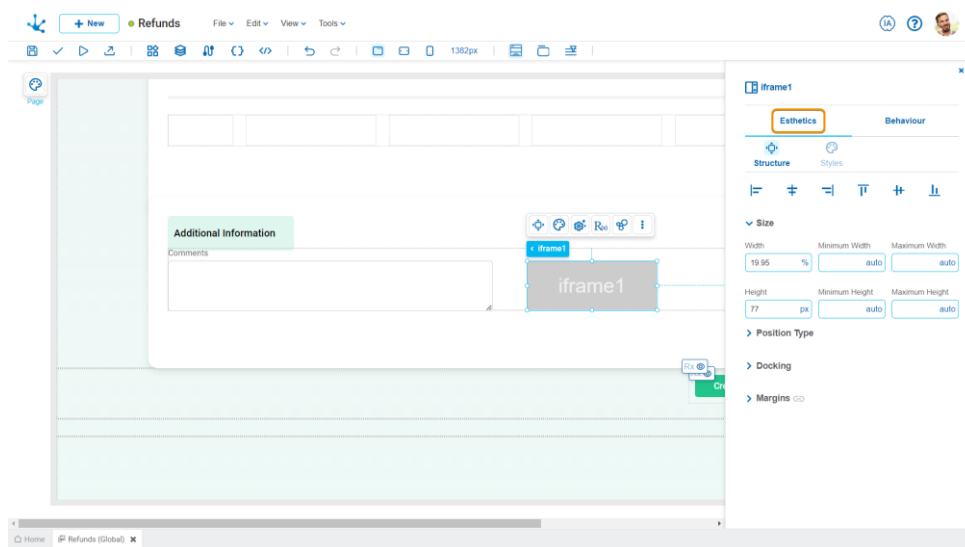 + New
Refunds
File
Edit
View
Tools
IA
?
1382px
Page
iframe1
Esthetics
Behaviour
Structure
Styles
Size
Width
Minimum Width
Maximum Width
19.95 %
auto
auto
Height
Minimum Height
Maximum Height
77 px
auto
auto
Position Type
Docking
Margins
Additional Information
Comments
iframe1
iframe1
Rx
Home
Refunds (Global)